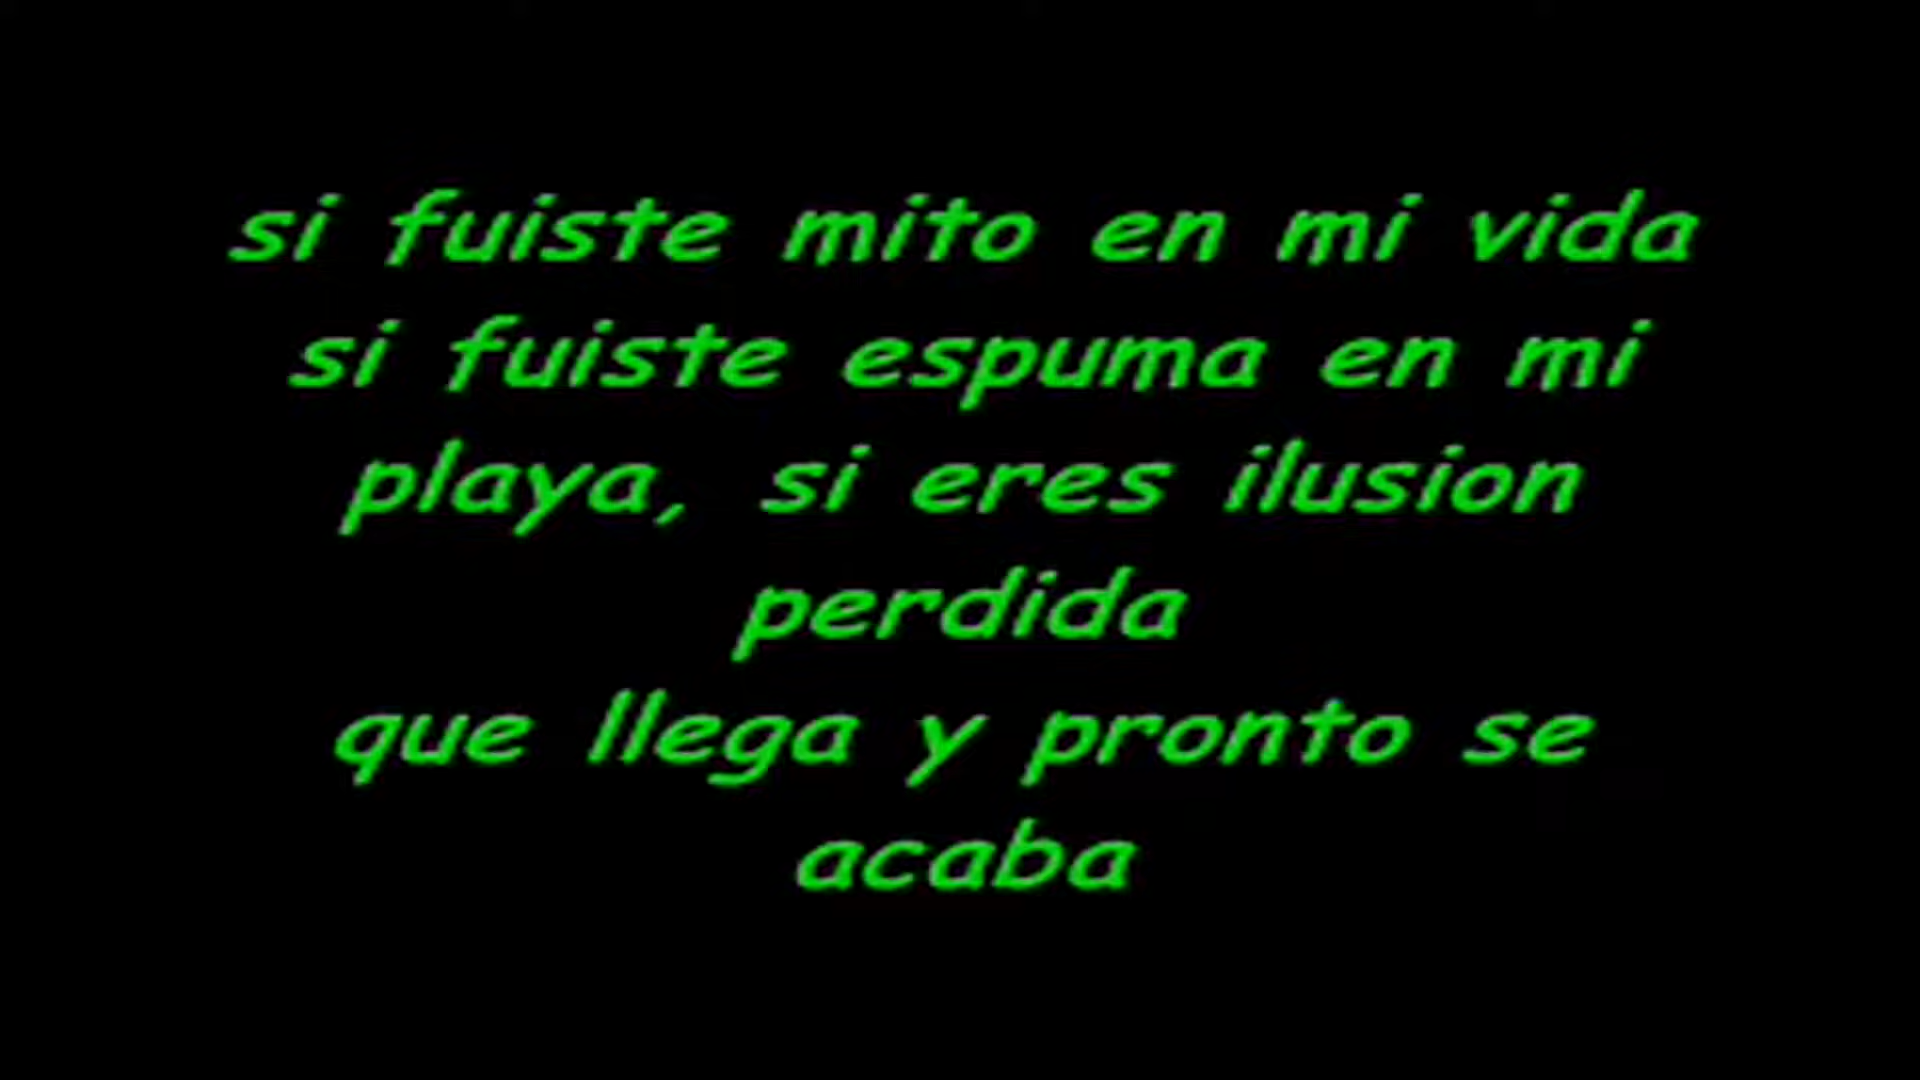 si fuiste mito en mi vida
si fuiste espuma en mi
playa, si eres ilusion
perdida
que llega y pronto se
acaba